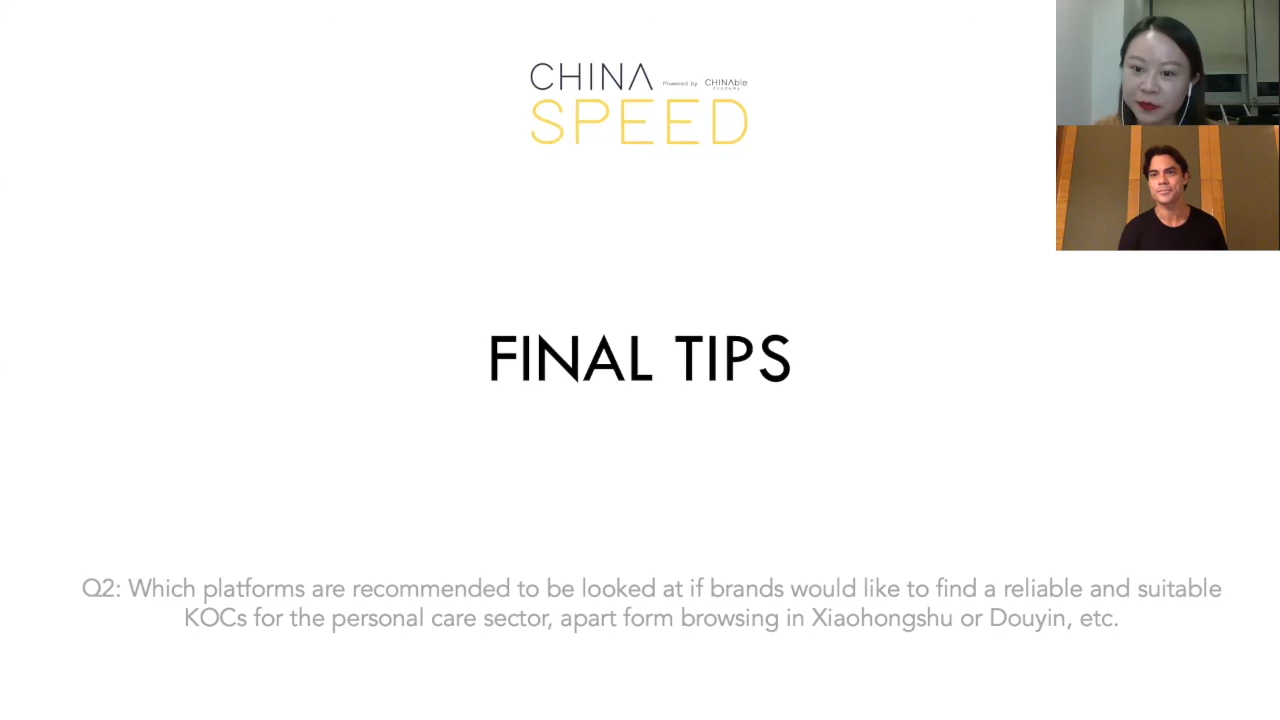 CHINA Powered by CHINAble Academy
SPEED
FINAL TIPS
Q2: Which platforms are recommended to be looked at if brands would like to find a reliable and suitable
KOCs for the personal care sector, apart form browsing in Xiaohongshu or Douyin, etc.